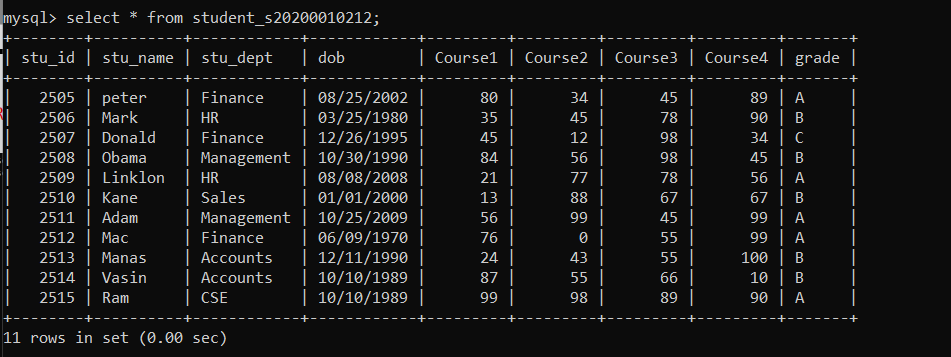 mysql> select * from student_s20200010212;
+--------+-----------+------------+------------+---------+---------+---------+---------+-------+
| stu_id | stu_name | stu_dept | dob | Course1 | Course2 | Course3 | Course4 | grade |
+--------+-----------+------------+------------+---------+---------+---------+---------+-------+
| 2505 | peter | Finance | 08/25/2002 | 80 | 34 | 45 | 89 | A |
| 2506 | Mark | HR | 03/25/1980 | 35 | 45 | 78 | 90 | B |
| 2507 | Donald | Finance | 12/26/1995 | 45 | 12 | 98 | 34 | C |
| 2508 | Obama | Management | 10/30/1990 | 84 | 56 | 98 | 45 | B |
| 2509 | Linklon | HR | 08/08/2008 | 21 | 77 | 78 | 56 | A |
| 2510 | Kane | Sales | 01/01/2000 | 13 | 88 | 67 | 67 | B |
| 2511 | Adam | Management | 10/25/2009 | 56 | 99 | 45 | 99 | A |
| 2512 | Mac | Finance | 06/09/1970 | 76 | 0 | 55 | 99 | A |
| 2513 | Manas | Accounts | 12/11/1990 | 24 | 43 | 55 | 100 | B |
| 2514 | Vasin | Accounts | 10/10/1989 | 87 | 55 | 66 | 10 | B |
| 2515 | Ram | CSE | 10/10/1989 | 99 | 98 | 89 | 90 | A |
+--------+-----------+------------+------------+---------+---------+---------+---------+-------+
11 rows in set (0.00 sec)